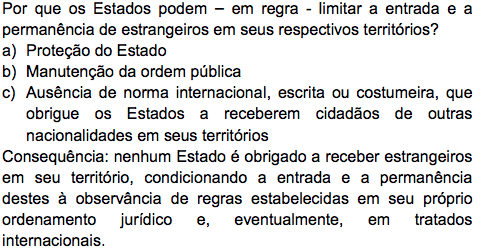 Por que os Estados podem – em regra - limitar a entrada e a
permanência de estrangeiros em seus respectivos territórios?
a) Proteção do Estado
b) Manutenção da ordem pública
c) Ausência de norma internacional, escrita ou costumeira, que
obrigue os Estados a receberem cidadãos de outras
nacionalidades em seus territórios
Consequência: nenhum Estado é obrigado a receber estrangeiros
em seu território, condicionando a entrada e a permanência
destes à observância de regras estabelecidas em seu próprio
ordenamento jurídico e, eventualmente, em tratados
internacionais.